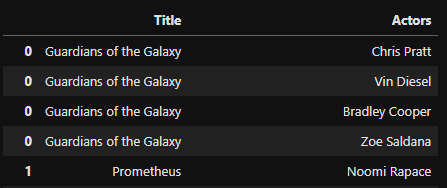 Title Actors
0 Guardians of the Galaxy Chris Pratt
0 Guardians of the Galaxy Vin Diesel
0 Guardians of the Galaxy Bradley Cooper
0 Guardians of the Galaxy Zoe Saldana
1 Prometheus Noomi Rapace